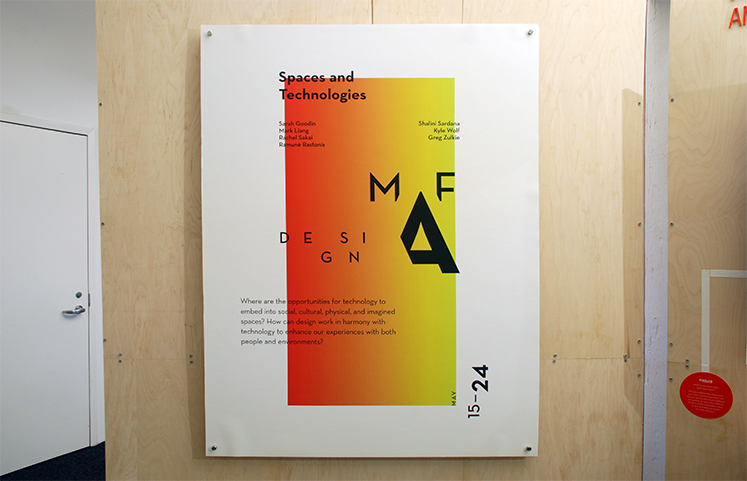 Spaces and
Technologies
Sarah Goodin
Mark Liang
Rachel Sakai
Ramune Rastonis
Shalini Sardana
Kyle Wolf
Greg Zulkie
M F
A
D E S I
G N
Where are the opportunities for technology to
embed into social, cultural, physical, and imagined
spaces? How can design work in harmony with
technology to enhance our experiences with both
people and environments?
MAY
15–24